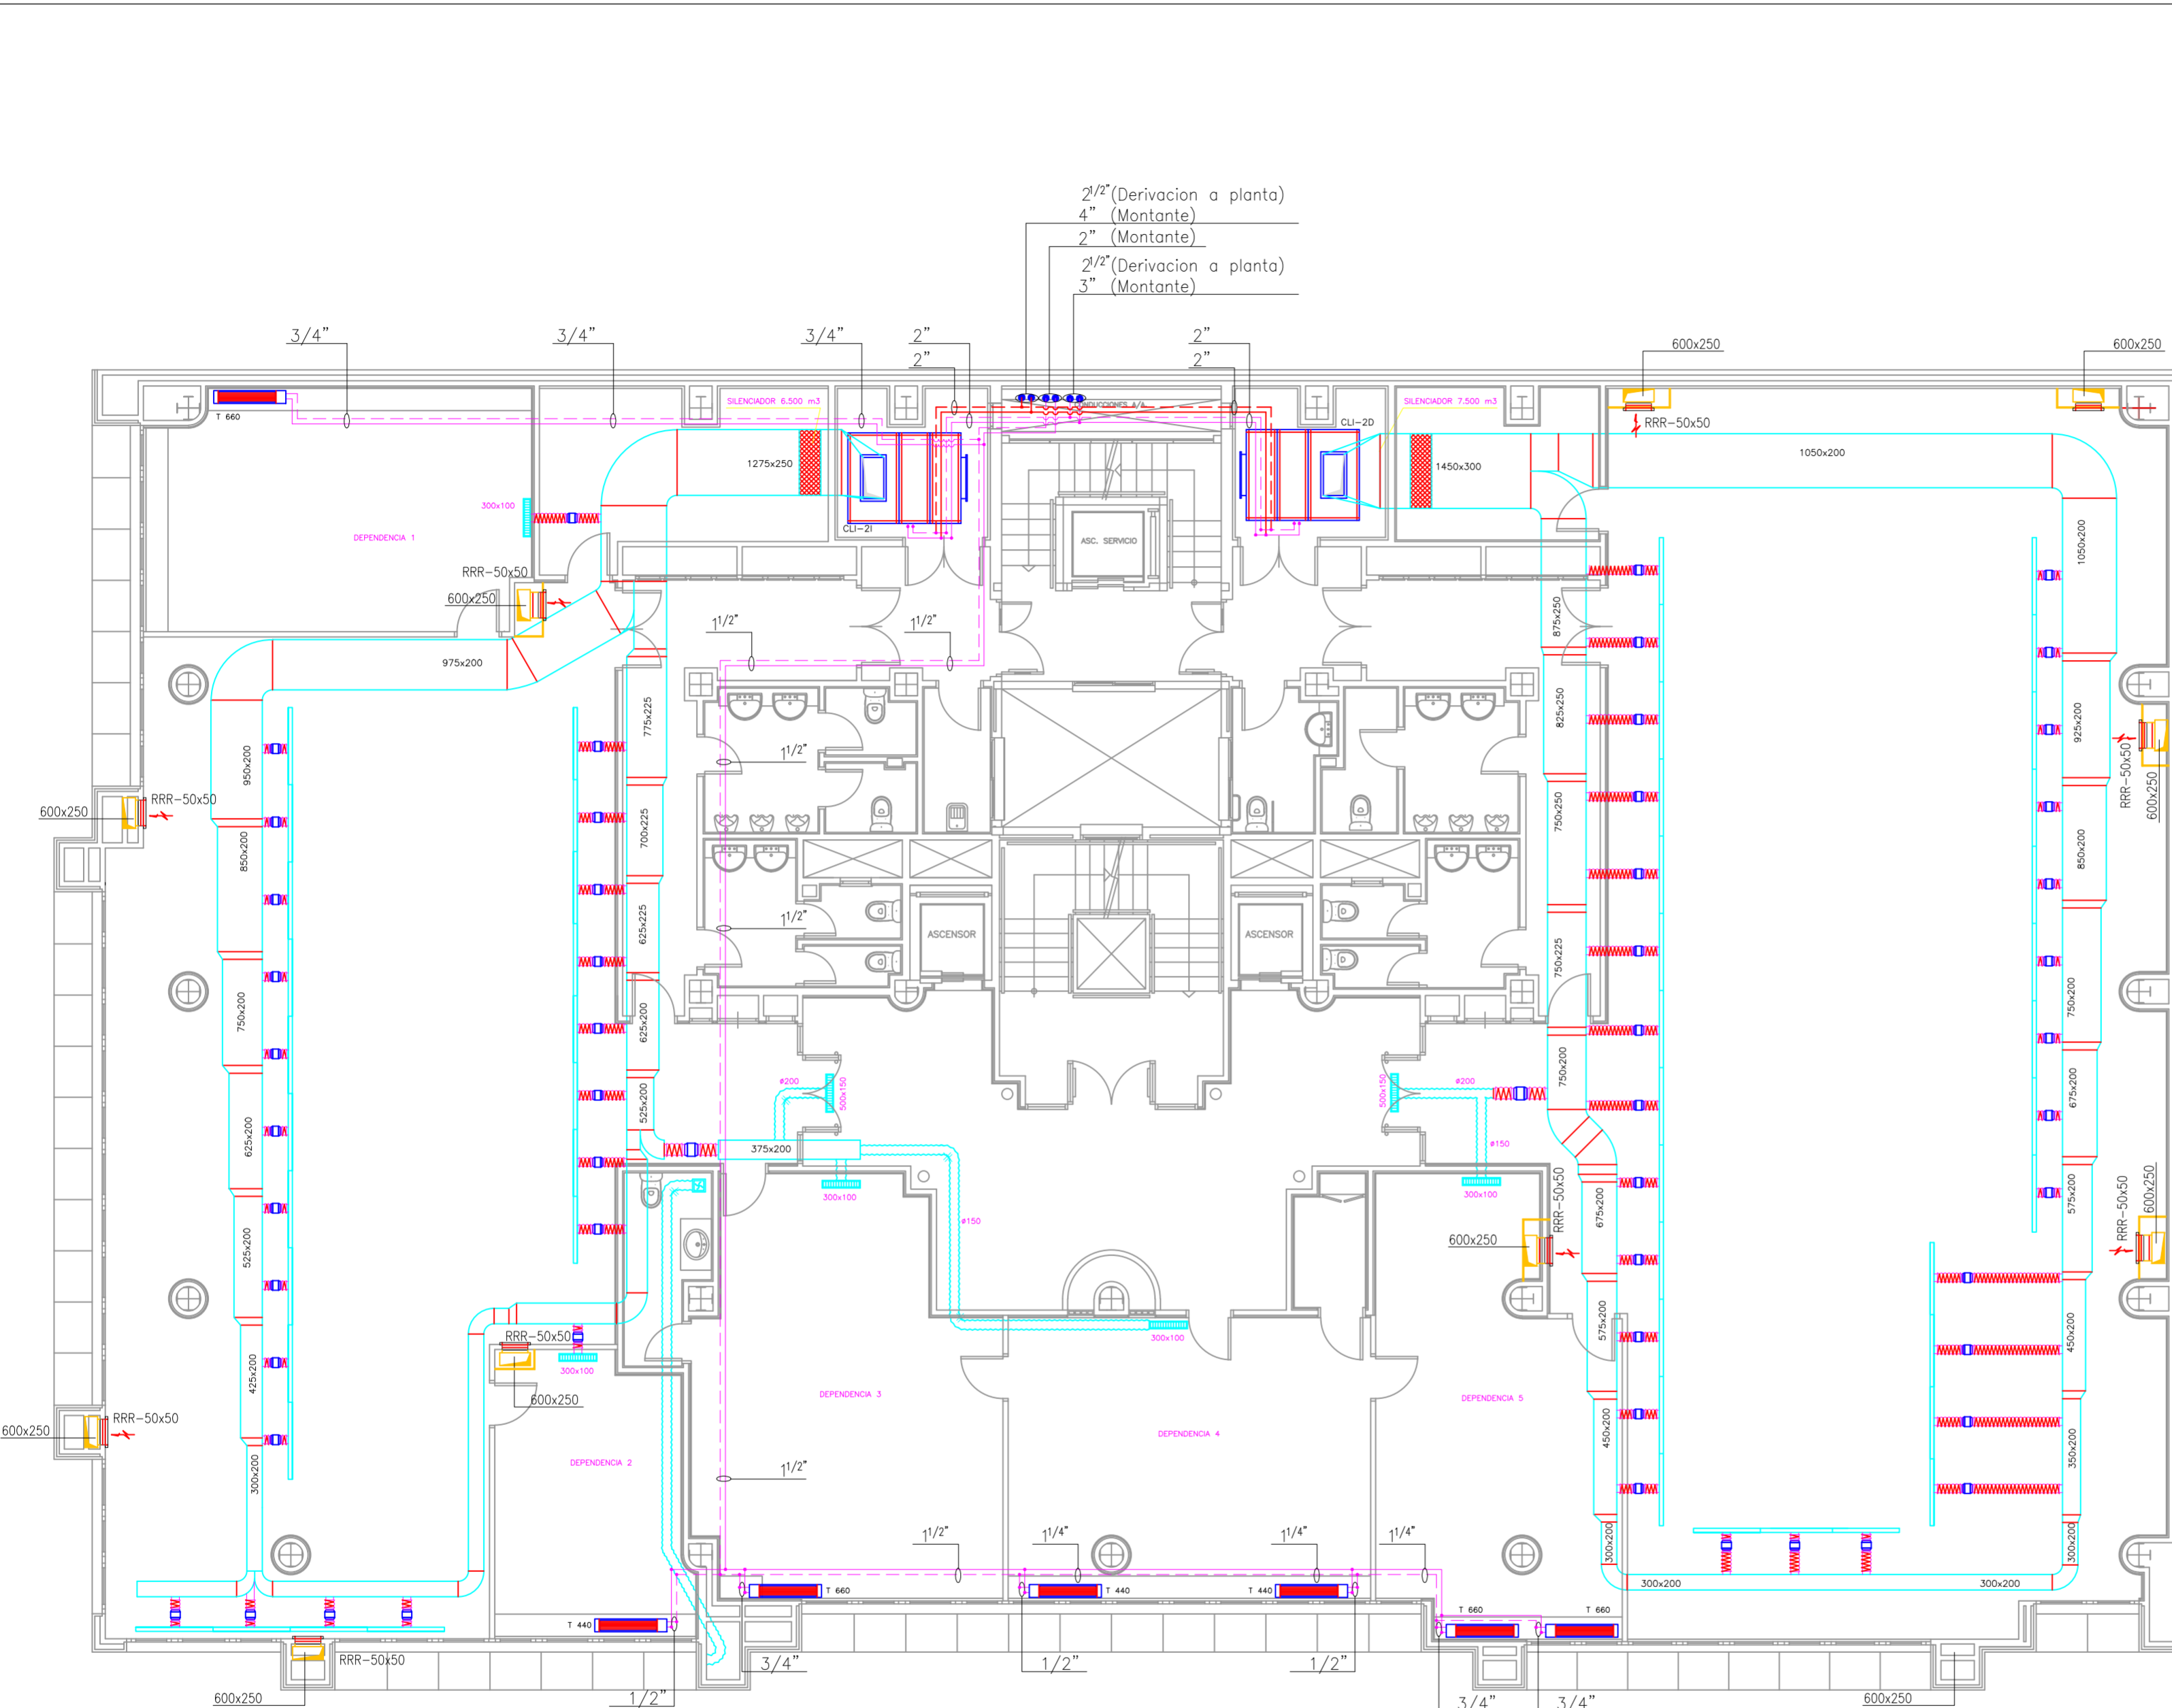 2 1/2"(Derivacion a planta)
4" (Montante)
2" (Montante)
2 1/2"(Derivacion a planta)
3" (Montante)
3/4"
3/4"
3/4"
2"
2"
2"
2"
600x250
600x250
T 660
SILENCIADOR 6.500 m3
CONDUCCIONES A/A
SILENCIADOR 7.500 m3
CLI-2D
RRR-50x50
1275x250
1450x300
1050x200
300x100
CLI-2I
DEPENDENCIA 1
ASC. SERVICIO
1050x200
RRR-50x50
600x250
1 1/2"
1 1/2"
875x250
975x200
775x225
825x250
925x200
950x200
1 1/2"
RRR-50x50
600x250
RRR-50x50
600x250
750x250
700x225
850x200
850x200
1 1/2"
625x225
ASCENSOR
ASCENSOR
750x225
750x200
750x200
625x200
ø200
500x150
500x150
ø200
750x200
675x200
525x200
625x200
375x200
ø150
300x100
300x100
RRR-50x50
675x200
575x200
RRR-50x50
600x250
ø150
525x200
600x250
450x200
575x200
RRR-50x50
300x100
300x100
425x200
600x250
DEPENDENCIA 3
DEPENDENCIA 5
RRR-50x50
600x250
DEPENDENCIA 4
450x200
350x200
DEPENDENCIA 2
300x200
1 1/2"
1 1/2"
1 1/4"
1 1/4"
1 1/4"
300x200
300x200
300x200
300x200
T 660
T 440
T 440
T 660
T 660
T 440
RRR-50x50
3/4"
1/2"
1/2"
600x250
1/2"
3/4"
3/4"
600x250